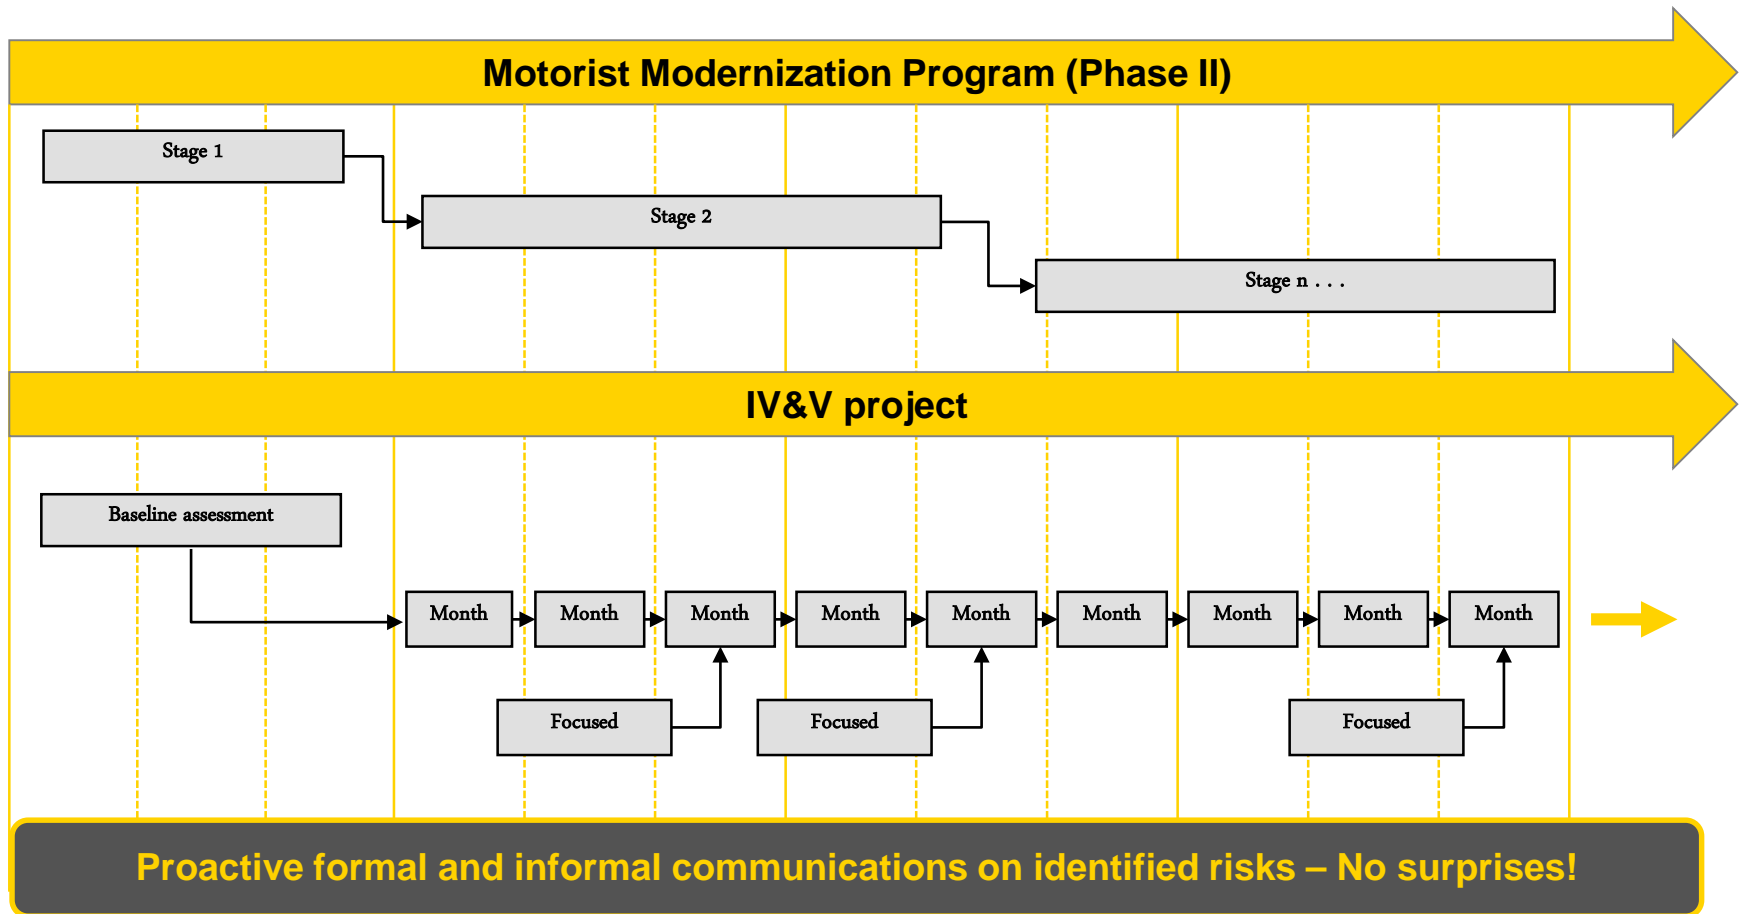 Motorist Modernization Program (Phase II)
Stage 1
Stage 2
Stage n . . .
IV&V project
Baseline assessment
Month
Month
Month
Month
Month
Month
Month
Month
Month
Focused
Focused
Focused
Proactive formal and informal communications on identified risks – No surprises!